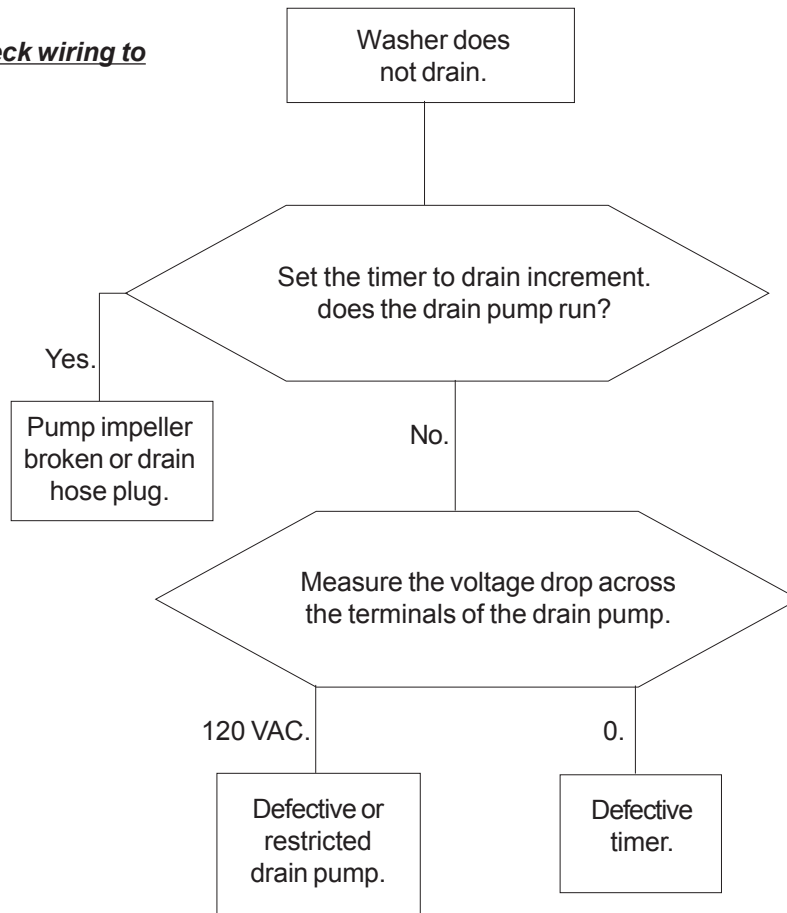 wiring to
Washer does
not drain.
Set the timer to drain increment.
does the drain pump run?
Yes.
Pump impeller
broken or drain
hose plug.
No.
Measure the voltage drop across
the terminals of the drain pump.
120 VAC.
0.
Defective or
restricted
drain pump.
Defective
timer.